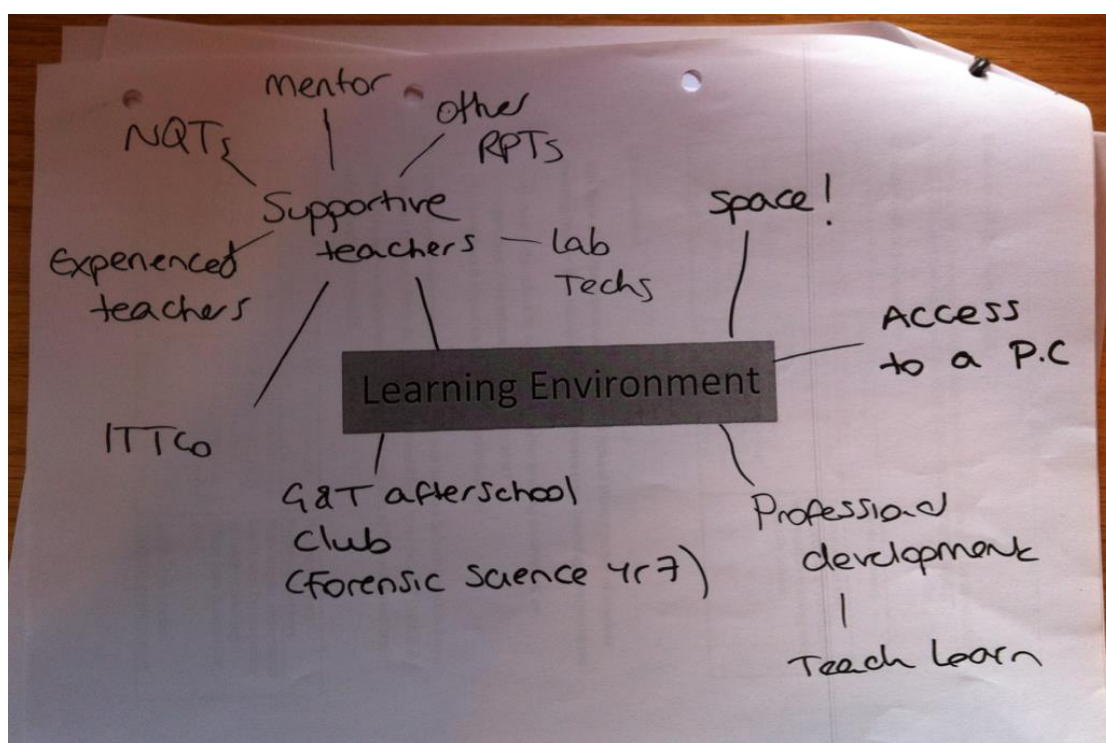 mentor
NQTs
other
RPTS
Supportive
teachers
Experienced
teachers
Lab
Techs
ITTCo
space!
Access
to a P.C
Learning Environment
G&T afterschool
club
(Forensic Science yr7)
Professional
development
Teach Learn